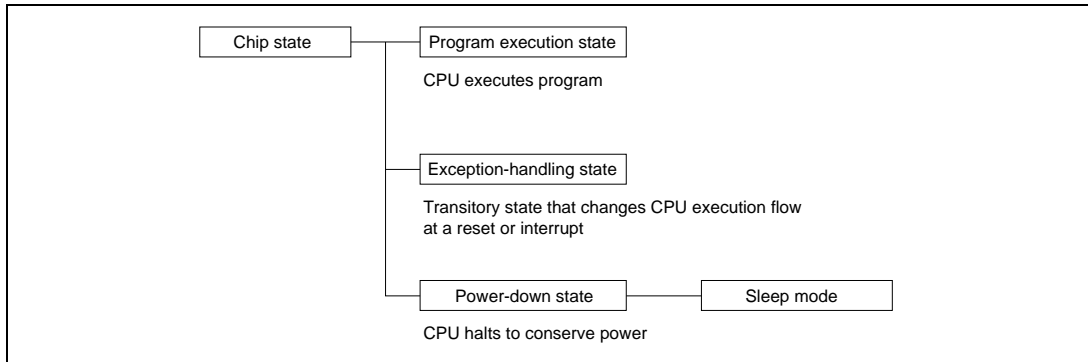 Chip state
Program execution state
CPU executes program
Exception-handling state
Transitory state that changes CPU execution flow
at a reset or interrupt
Power-down state
Sleep mode
CPU halts to conserve power